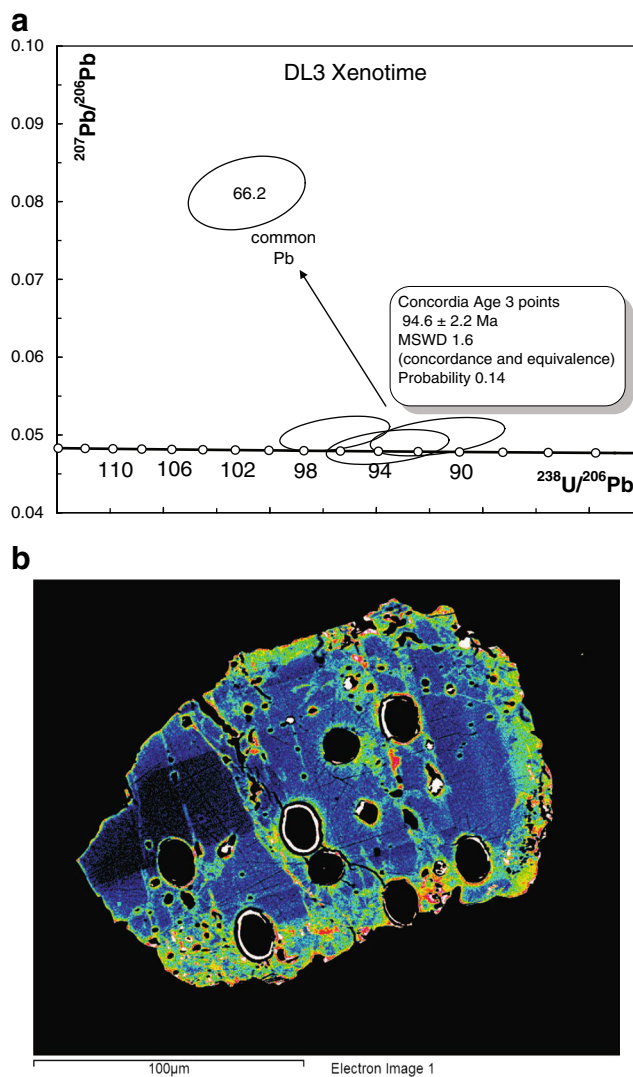 a
0.10
0.09
0.08
0.07
0.06
0.05
0.04
207Pb/206Pb
DL3 Xenotime
66.2
common
Pb
Concordia Age 3 points
94.6 ± 2.2 Ma
MSWD 1.6
(concordance and equivalence)
Probability 0.14
110 106 102 98 94 90
238U/206Pb
b
100µm
Electron Image 1